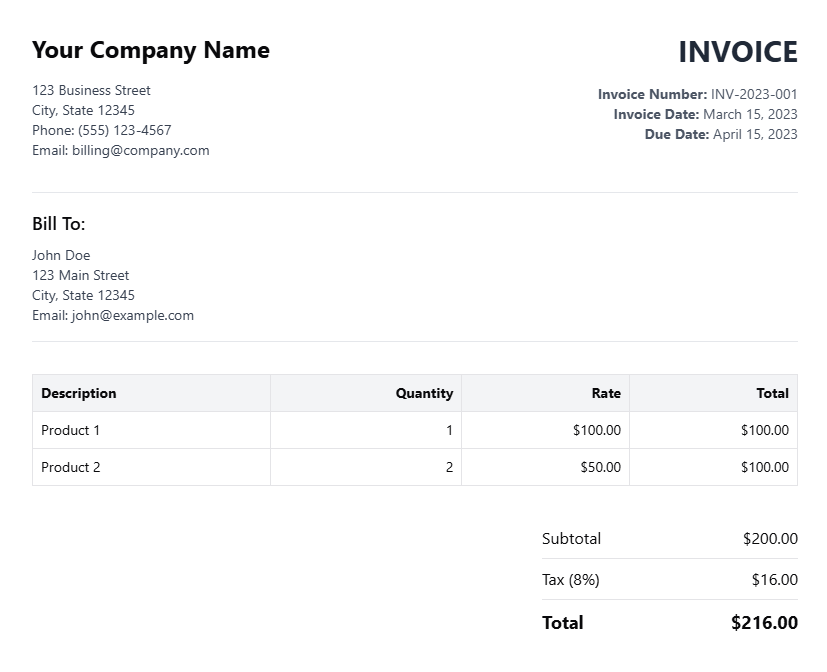 Your Company Name
123 Business Street
City, State 12345
Phone: (555) 123-4567
Email: billing@company.com
INVOICE
Invoice Number: INV-2023-001
Invoice Date: March 15, 2023
Due Date: April 15, 2023
Bill To:
John Doe
123 Main Street
City, State 12345
Email: john@example.com
Description Quantity Rate Total
Product 1 1 $100.00 $100.00
Product 2 2 $50.00 $100.00
Subtotal $200.00
Tax (8%) $16.00
Total $216.00